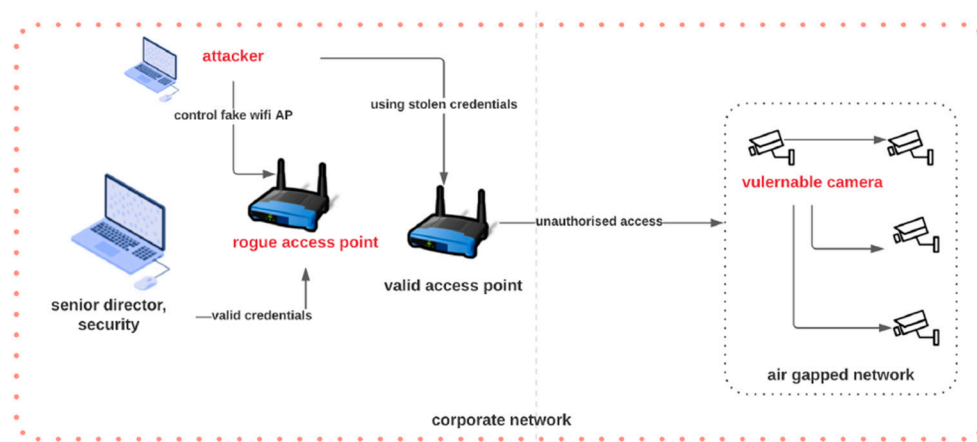 attacker
control fake wifi AP
using stolen credentials
rogue access point
valid access point
senior director,
security
valid credentials
unauthorised access
vulernable camera
air gapped network
corporate network